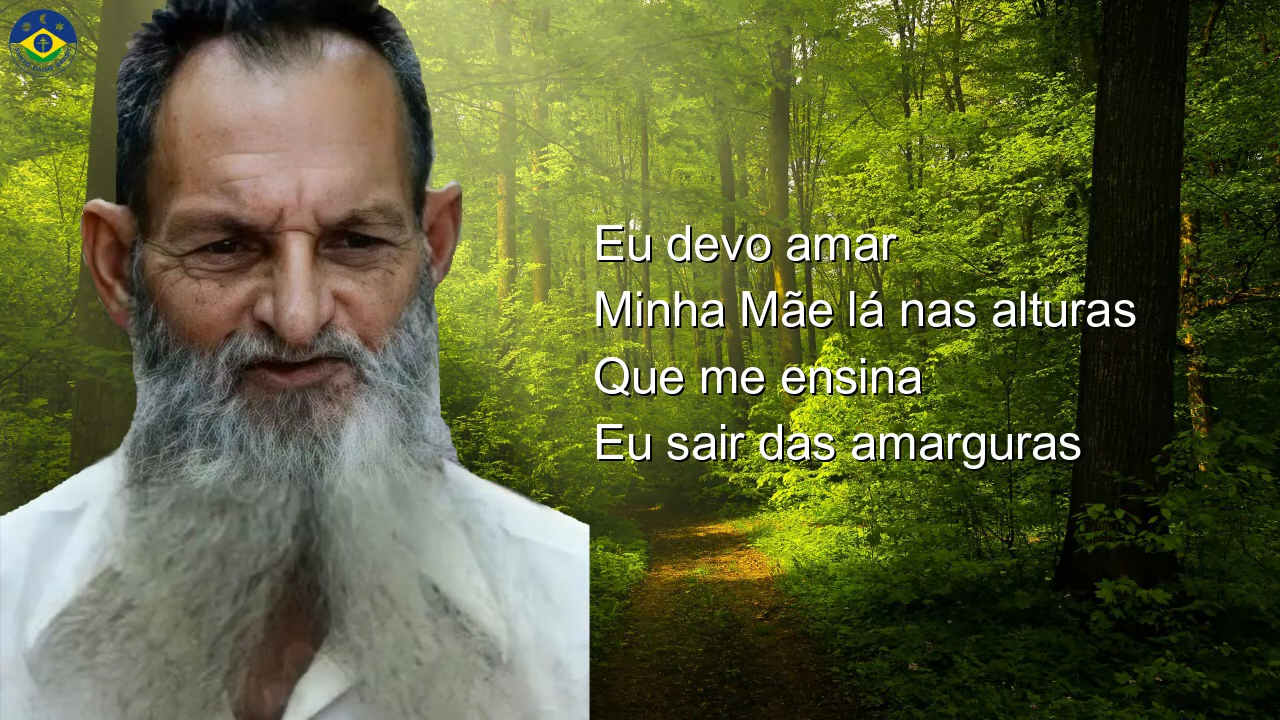 Eu devo amar
Minha Mãe lá nas alturas
Que me ensina
Eu sair das amarguras